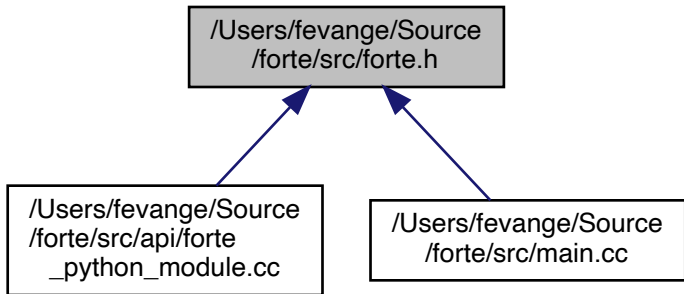 /Users/fevange/Source
/forte/src/forte.h
/Users/fevange/Source
/forte/src/api/forte
_python_module.cc
/Users/fevange/Source
/forte/src/main.cc